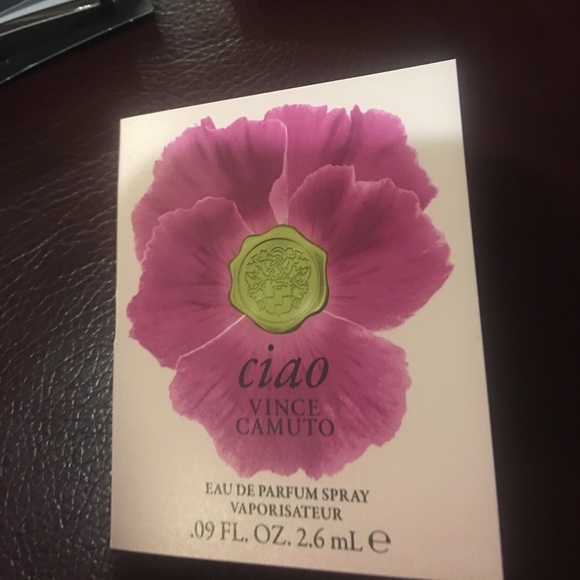 ciao
VINCE
CAMUTO
EAU DE PARFUM SPRAY
VAPORISATEUR
.09 FL. OZ. 2.6 mL ℮